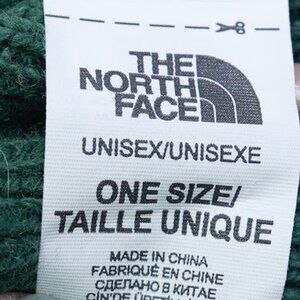 THE
NORTH
FACE
UNISEX/UNISEXE
ONE SIZE/
TAILLE UNIQUE
MADE IN CHINA
FABRIQUÉ EN CHINE
СДЕЛАНО В КИТАЕ